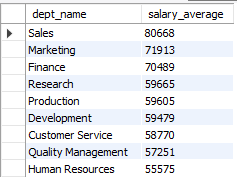 dept_name salary_average
Sales 80668
Marketing 71913
Finance 70489
Research 59665
Production 59605
Development 59479
Customer Service 58770
Quality Management 57251
Human Resources 55575